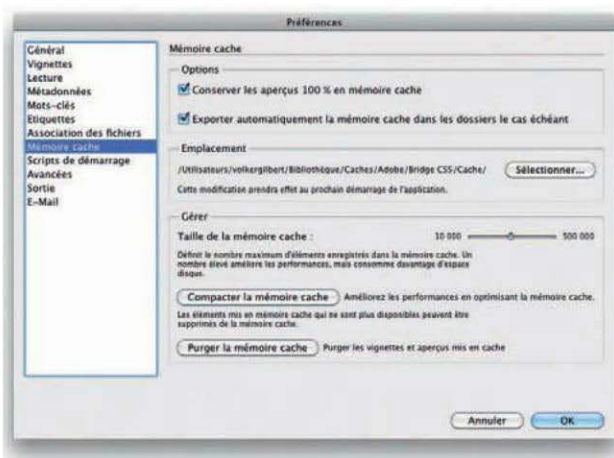 Préférences
Général
Vignettes
Lecture
Métadonnées
Mots-clés
Etiquettes
Association des fichiers
Mémoire cache
Scripts de démarrage
Avancées
Sortie
E-Mail
Mémoire cache
Options
Conserver les aperçus 100 % en mémoire cache
Exporter automatiquement la mémoire cache dans les dossiers le cas échéant
Emplacement
/Utilisateurs/volkergilbert/Bibliothèque/Caches/Adobe/Bridge CS5/Cache/
Sélectionner...
Cette modification prendra effet au prochain démarrage de l'application.
Gérer
Taille de la mémoire cache :
10 000
500 000
Définit le nombre maximum d'éléments enregistrés dans la mémoire cache. Un
nombre élevé améliore les performances, mais consomme davantage d'espace
disque.
Compacter la mémoire cache
Améliorez les performances en optimisant la mémoire cache.
Les éléments mis en mémoire cache qui ne sont plus disponibles peuvent être
supprimés de la mémoire cache.
Purger la mémoire cache
Purger les vignettes et aperçus mis en cache
Annuler
OK